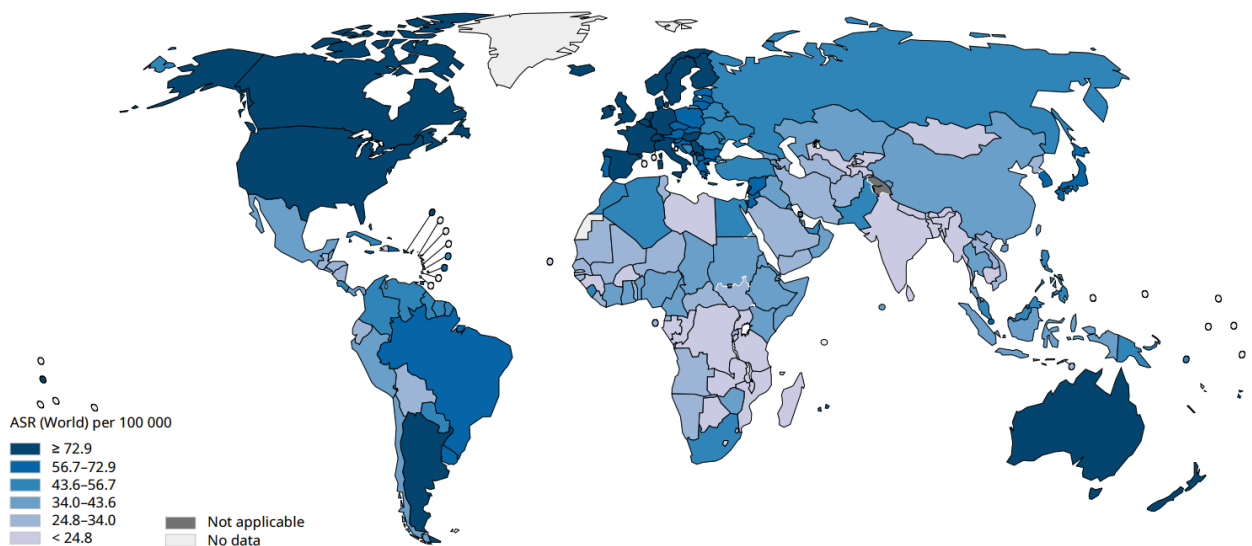 ASR (World) per 100 000
≥ 72.9
56.7–72.9
43.6–56.7
34.0–43.6
24.8–34.0
< 24.8
Not applicable
No data